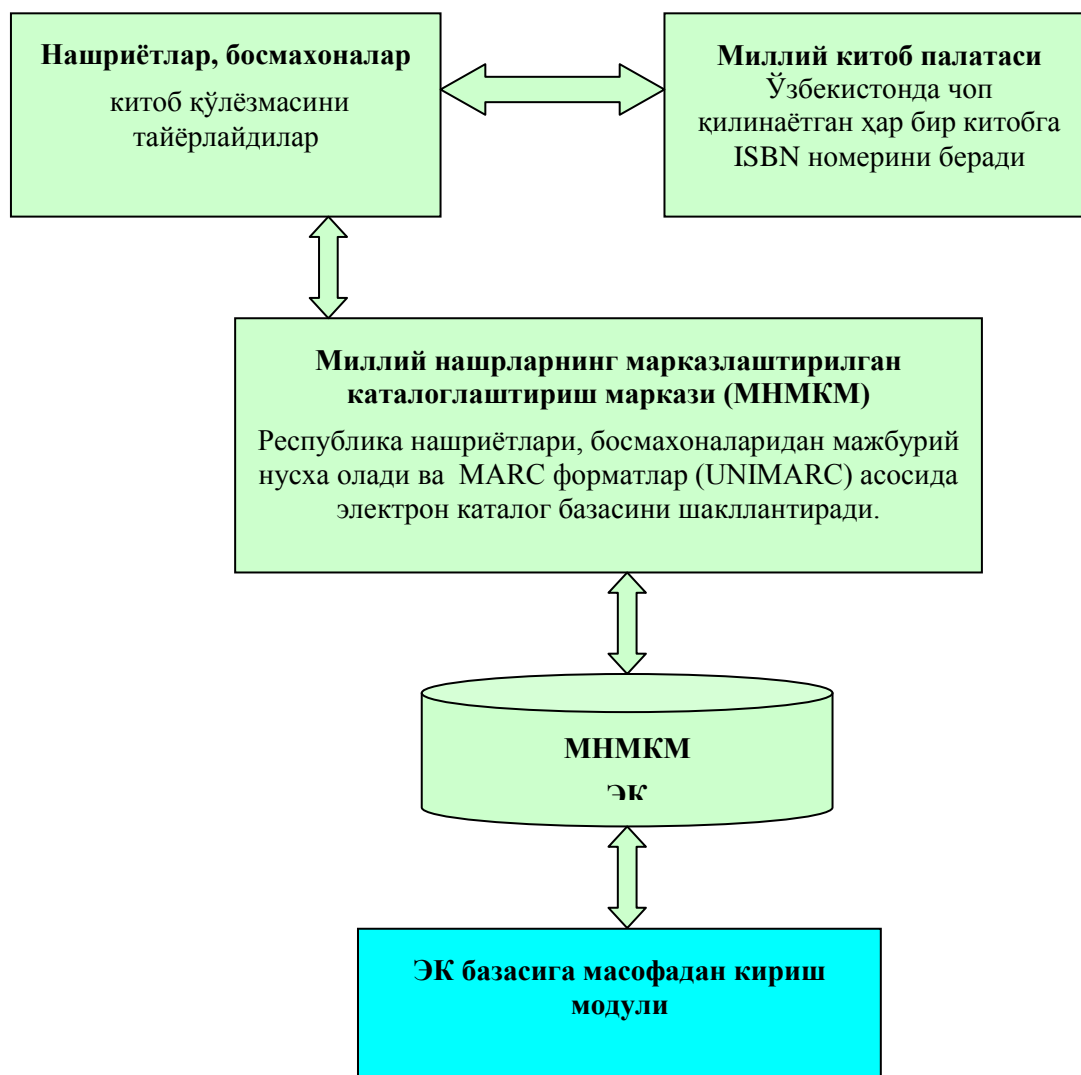 Нашриётлар, босмахоналар
китоб қўлёзмасини
тайёрлайдилар
Миллий китоб палатаси
Ўзбекистонда чоп
қилинаётган ҳар бир китобга
ISBN номерини беради
Миллий нашрларнинг марказлаштирилган
каталоглаштириш маркази (МНМКМ)
Республика нашриётлари, босмахоналаридан мажбурий
нусха олади ва MARC форматлар (UNIMARC) асосида
электрон каталог базасини шакллантиради.
МНМКМ
ЭК
ЭК базасига масофадан кириш
модули